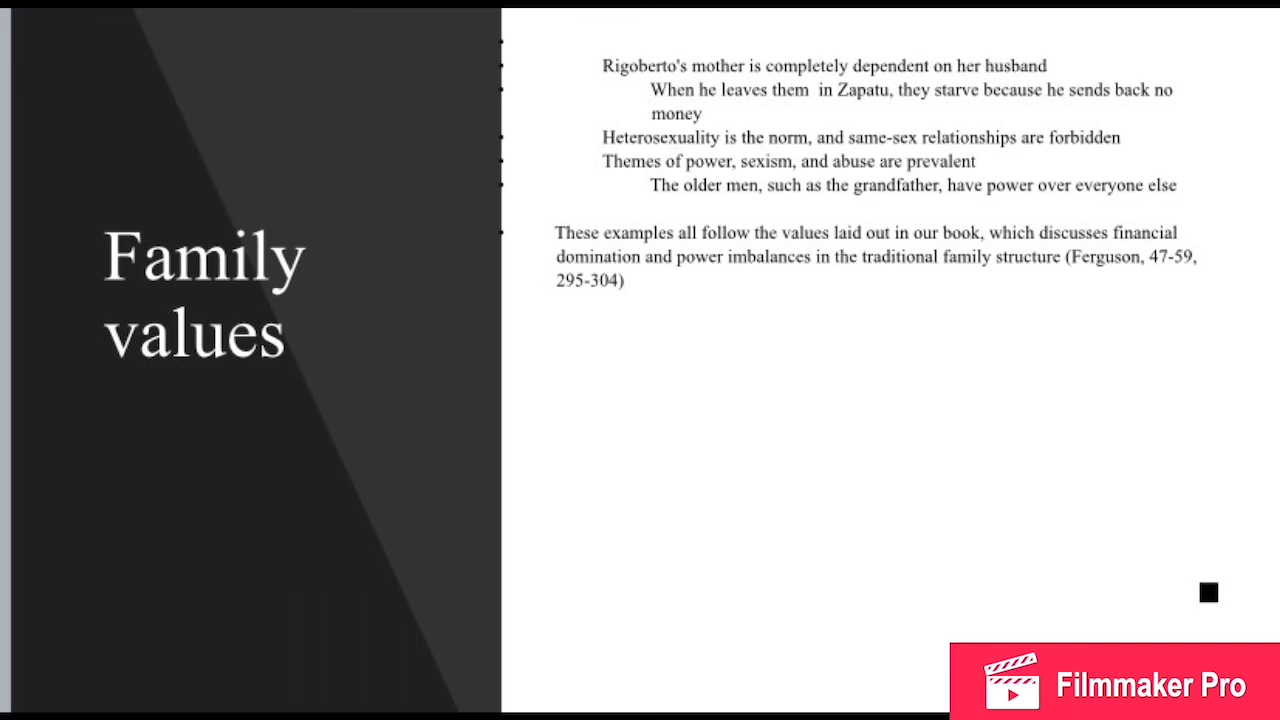 Family
values
Rigoberto's mother is completely dependent on her husband
When he leaves them in Zapatu, they starve because he sends back no
money
Heterosexuality is the norm, and same-sex relationships are forbidden
Themes of power, sexism, and abuse are prevalent
The older men, such as the grandfather, have power over everyone else
These examples all follow the values laid out in our book, which discusses financial
domination and power imbalances in the traditional family structure (Ferguson, 47-59,
295-304)
Filmmaker Pro